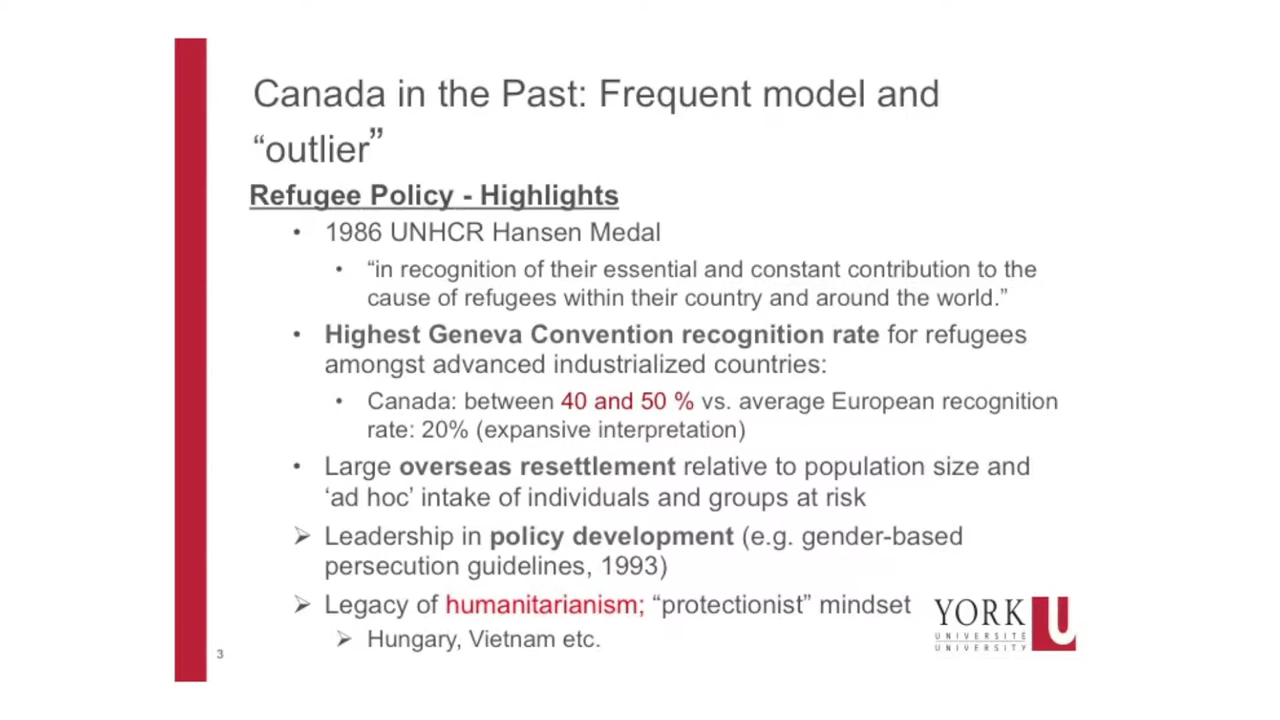 Canada in the Past: Frequent model and
“outlier”
Refugee Policy - Highlights
• 1986 UNHCR Hansen Medal
• “in recognition of their essential and constant contribution to the
cause of refugees within their country and around the world.”
• Highest Geneva Convention recognition rate for refugees
amongst advanced industrialized countries:
• Canada: between 40 and 50 % vs. average European recognition
rate: 20% (expansive interpretation)
• Large overseas resettlement relative to population size and
‘ad hoc’ intake of individuals and groups at risk
➢ Leadership in policy development (e.g. gender-based
persecution guidelines, 1993)
➢ Legacy of humanitarianism; “protectionist” mindset
➢ Hungary, Vietnam etc.
3
YORK U
UNIVERSITÉ
UNIVERSITY